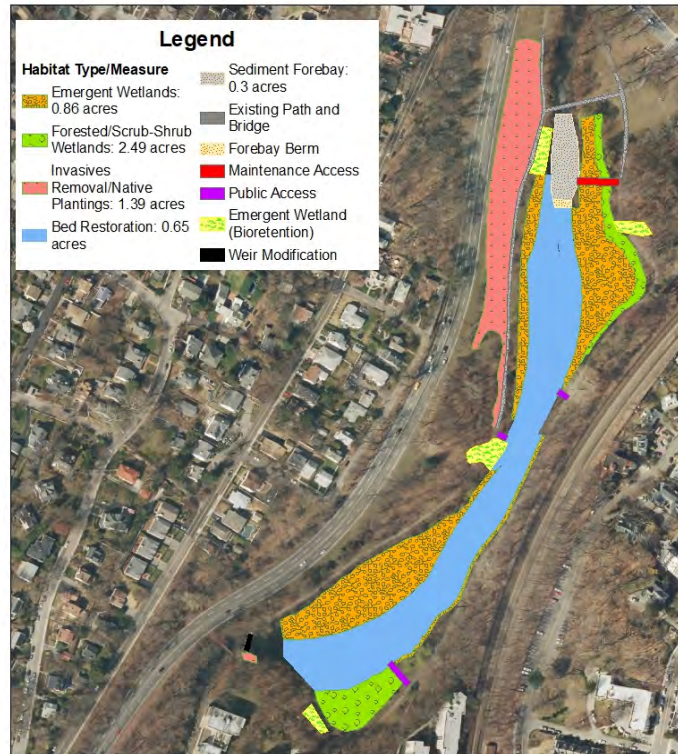 Legend
Habitat Type/Measure
Emergent Wetlands:
0.86 acres
Forested/Scrub-Shrub
Wetlands: 2.49 acres
Invasives
Removal/Native
Plantings: 1.39 acres
Bed Restoration: 0.65
acres
Sediment Forebay:
0.3 acres
Existing Path and
Bridge
Forebay Berm
Maintenance Access
Public Access
Emergent Wetland
(Bioretention)
Weir Modification